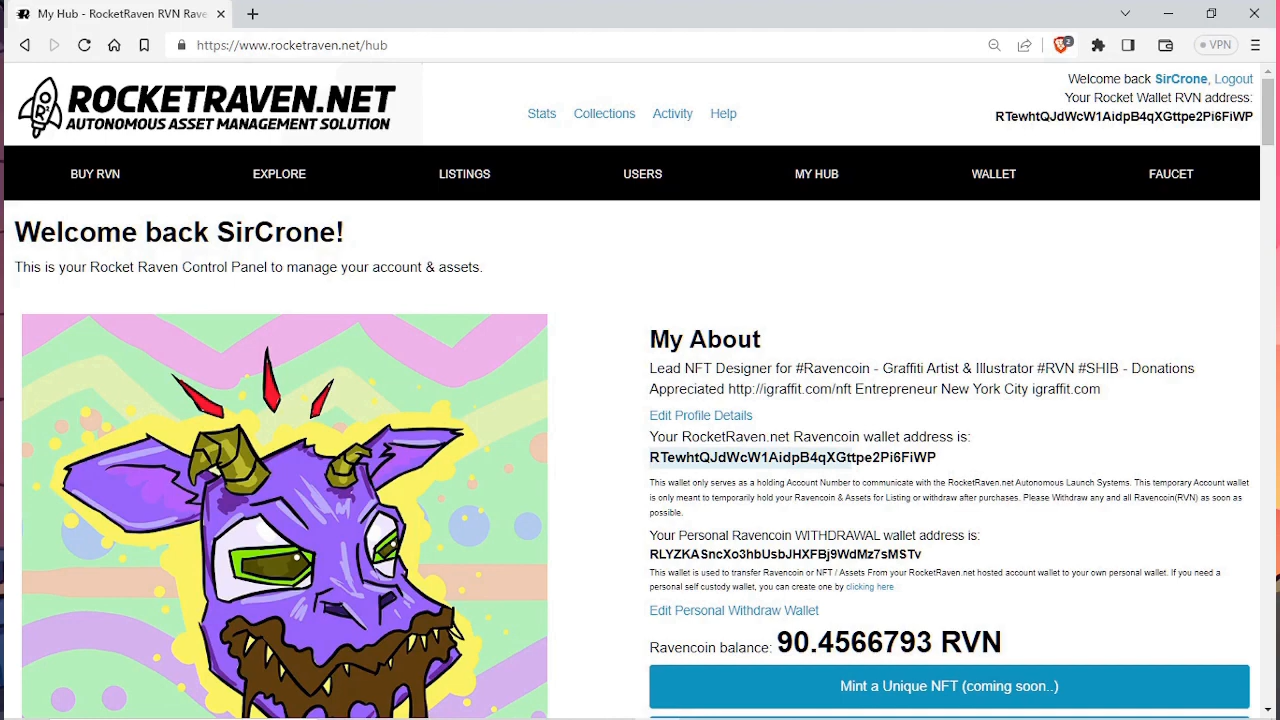 My Hub - RocketRaven RVN Rave
https://www.rocketraven.net/hub
2
VPN
ROCKETRAVEN.NET
AUTONOMOUS ASSET MANAGEMENT SOLUTION
Stats Collections Activity Help
Welcome back SirCrone, Logout
Your Rocket Wallet RVN address:
RTewhtQJdWcW1AidpB4qXGttpe2Pi6FiWP
BUY RVN EXPLORE LISTINGS USERS MY HUB WALLET FAUCET
Welcome back SirCrone!
This is your Rocket Raven Control Panel to manage your account & assets.
My About
Lead NFT Designer for #Ravencoin - Graffiti Artist & Illustrator #RVN #SHIB - Donations
Appreciated http://igraffit.com/nft Entrepreneur New York City igraffit.com
Edit Profile Details
Your RocketRaven.net Ravencoin wallet address is:
RTewhtQJdWcW1AidpB4qXGttpe2Pi6FiWP
This wallet only serves as a holding Account Number to communicate with the RocketRaven.net Autonomous Launch Systems. This temporary Account wallet
is only meant to temporarily hold your Ravencoin & Assets for Listing or withdraw after purchases. Please Withdraw any and all Ravencoin(RVN) as soon as
possible.
Your Personal Ravencoin WITHDRAWAL wallet address is:
RLYZKASncXo3hbUsbJHXFBj9WdMz7sMSTv
This wallet is used to transfer Ravencoin or NFT / Assets From your RocketRaven.net hosted account wallet to your own personal wallet. If you need a
personal self custody wallet, you can create one by clicking here
Edit Personal Withdraw Wallet
Ravencoin balance: 90.4566793 RVN
Mint a Unique NFT (coming soon..)